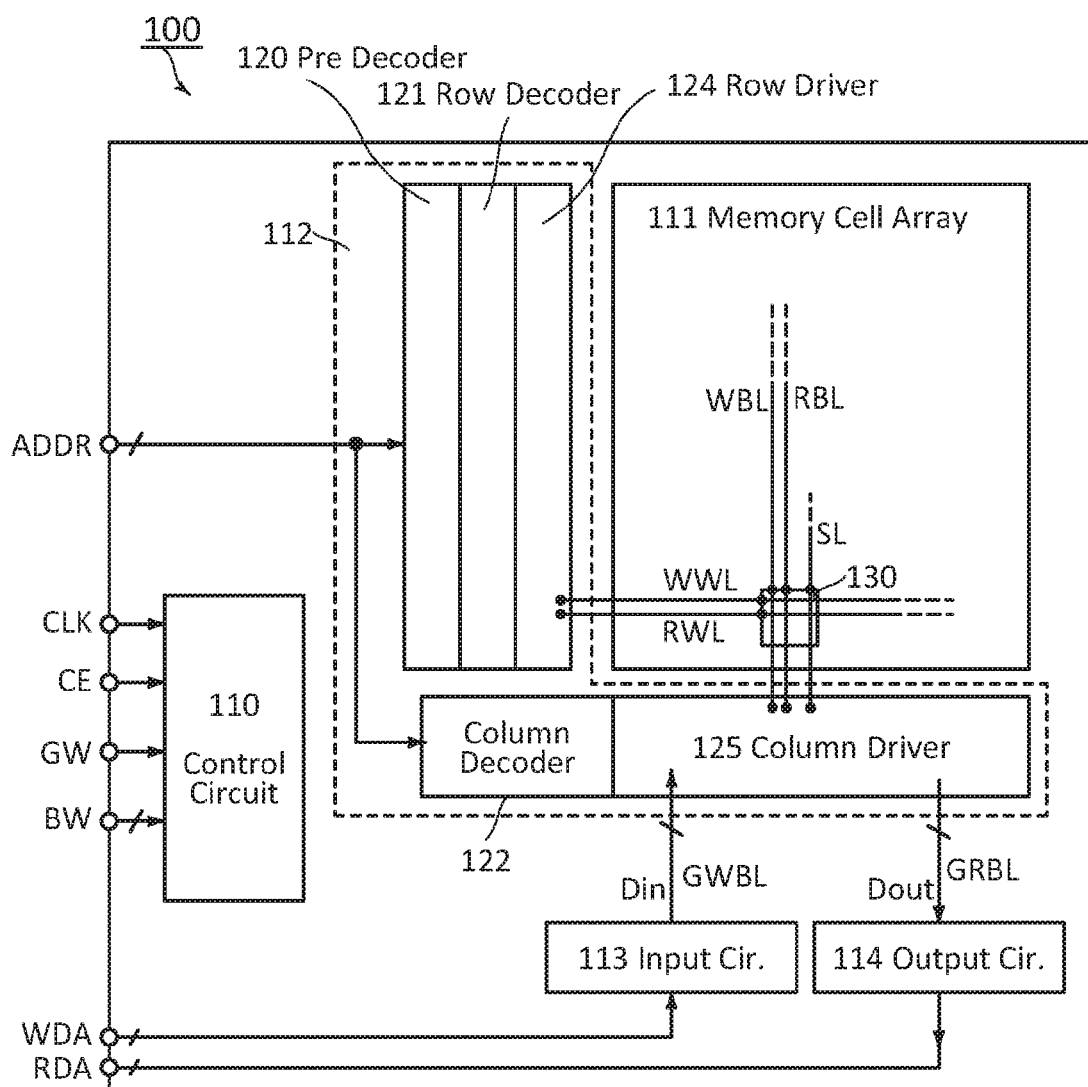 100
120 Pre Decoder
121 Row Decoder
124 Row Driver
112
111 Memory Cell Array
WBL
RBL
ADDR
SL
WWL
130
RWL
CLK
CE
GW
BW
110
Control
Circuit
Column
Decoder
125 Column Driver
122
Din
GWBL
Dout
GRBL
113 Input Cir.
114 Output Cir.
WDA
RDA